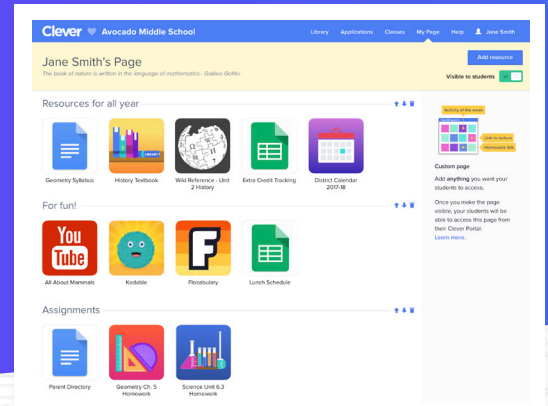 Clever Avocado Middle School
Library Applications Classes My Page Help Jane Smith
Jane Smith's Page
The book of nature is written in the language of mathematics - Galileo Galilei
Add resource
Visible to students
Resources for all year
Geometry Syllabus
History Textbook
Wiki Reference - Unit
2 History
Extra Credit Tracking
District Calendar
2017-18
For fun!
You
Tube
All About Mammals
Kodable
F
Flocabulary
Lunch Schedule
Assignments
Parent Directory
Geometry Ch. 5
Homework
Science Unit 6.3
Homework
Activity of the week
Link to lecture
Homework link
Custom page
Add anything you want your
students to access.
Once you make the page
visible, your students will be
able to access this page from
their Clever Portal.
Learn more.